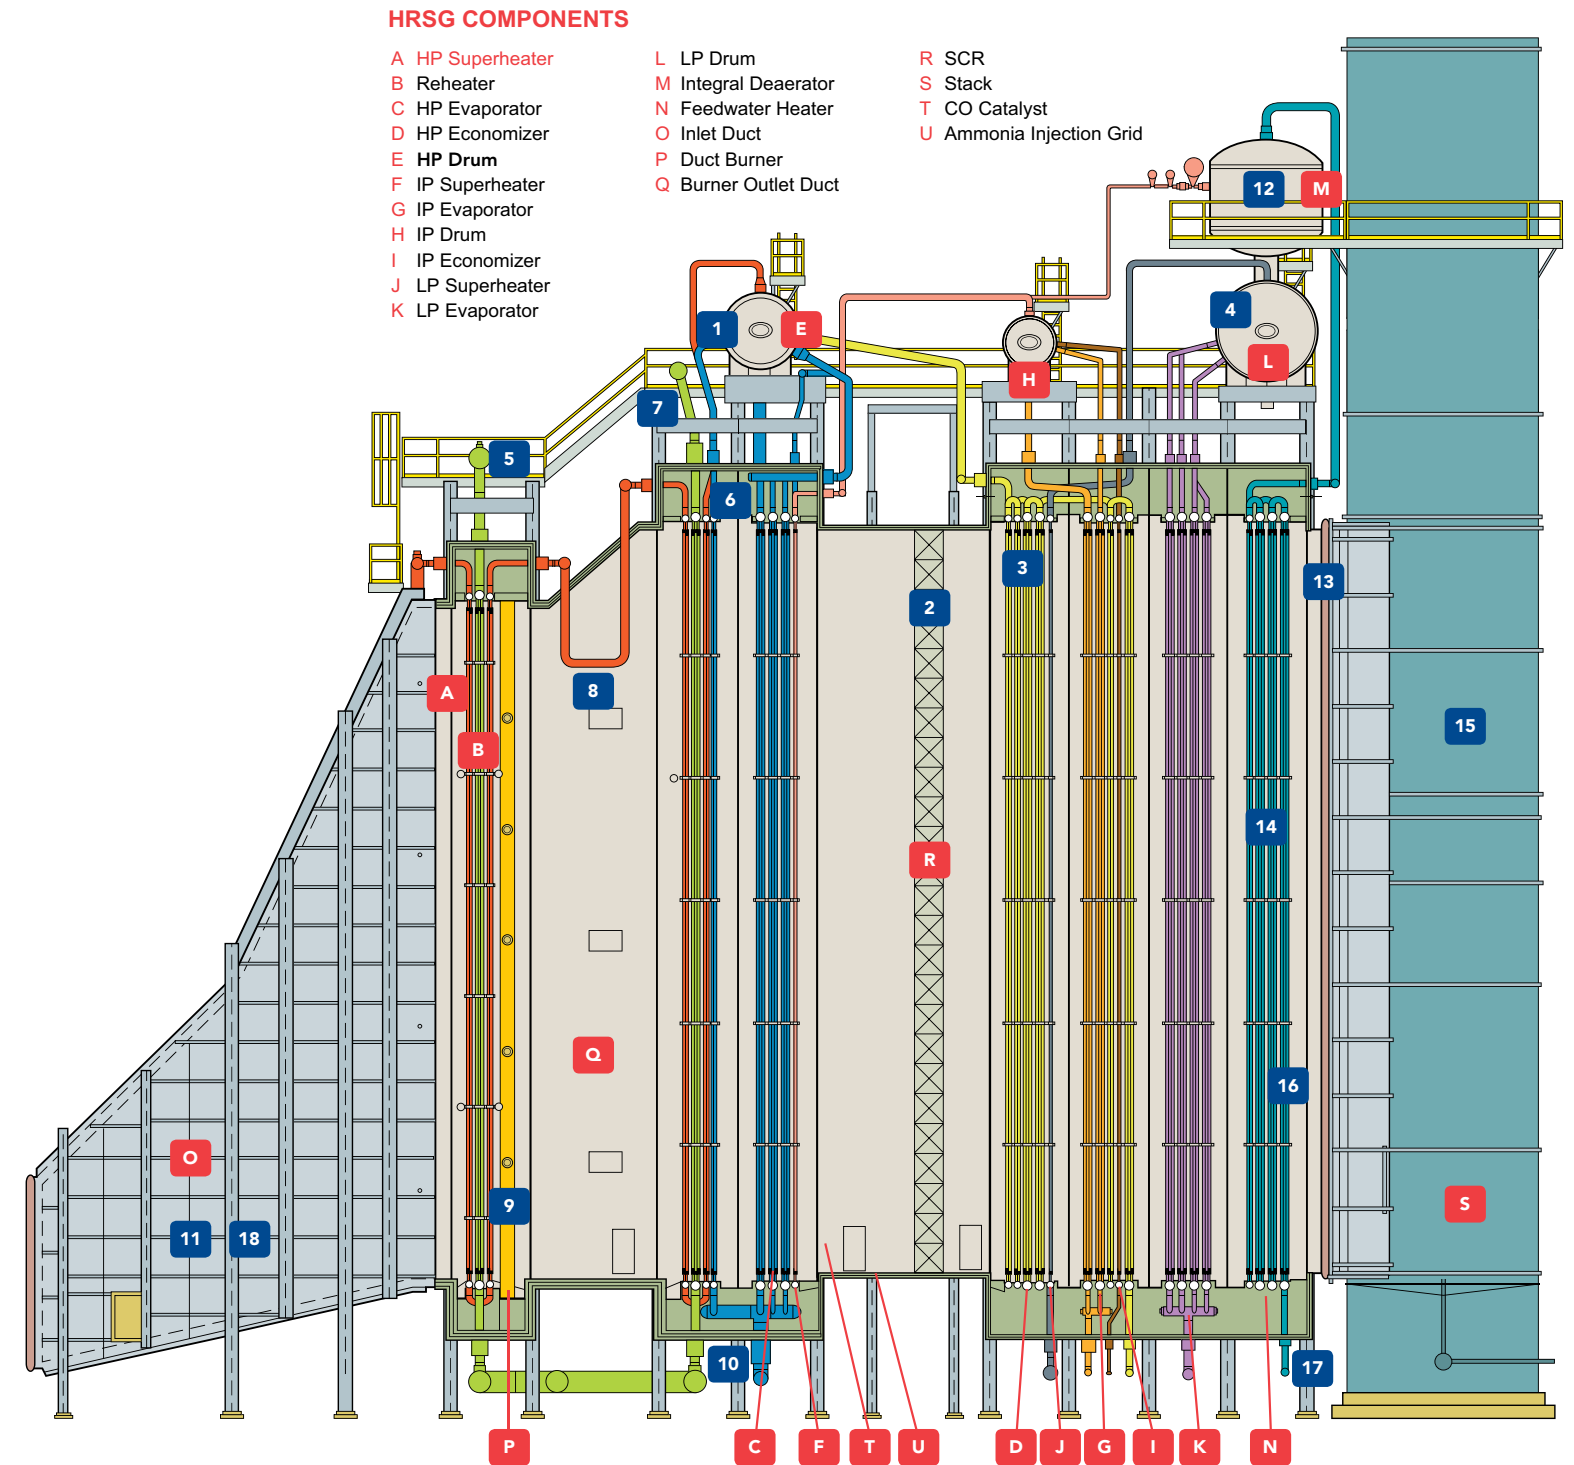 HRSG COMPONENTS
A HP Superheater
B Reheater
C HP Evaporator
D HP Economizer
E HP Drum
F IP Superheater
G IP Evaporator
H IP Drum
I IP Economizer
J LP Superheater
K LP Evaporator
L LP Drum
M Integral Deaerator
N Feedwater Heater
O Inlet Duct
P Duct Burner
Q Burner Outlet Duct
R SCR
S Stack
T CO Catalyst
U Ammonia Injection Grid
12 M
4
1 E
L
H
7
5
6
3
13
2
A
8
15
B
14
R
Q
16
O
9
S
11 18
10
17
P C F T U D J G I K N